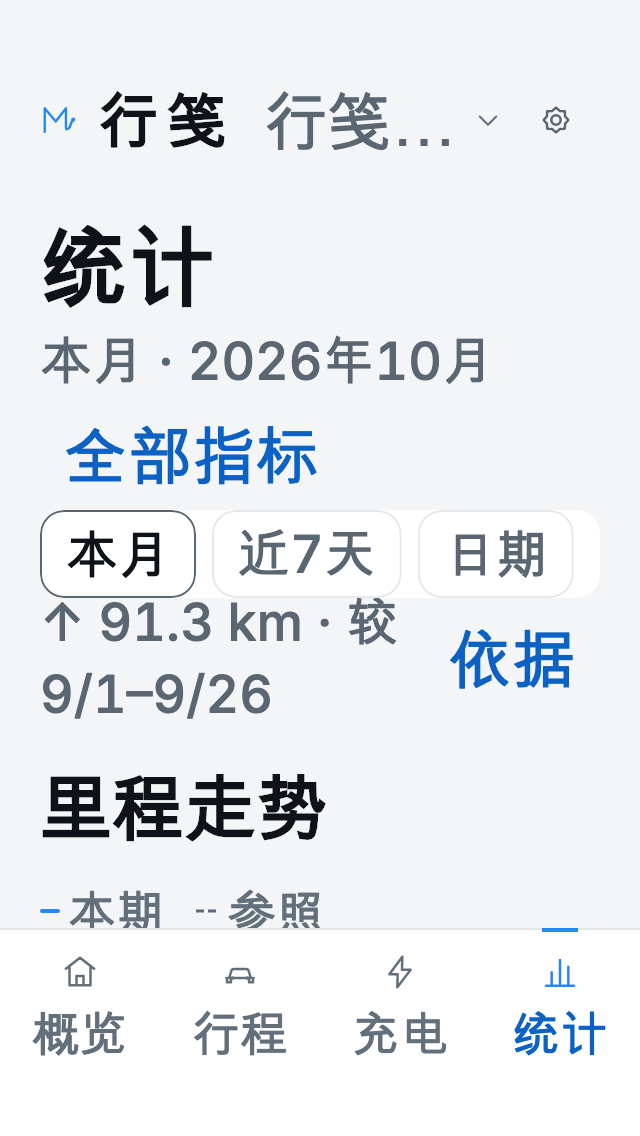 行笺 行笺...
统计
本月 · 2026年10月
全部指标
本月 近7天 日期
↑ 91.3 km · 较
9/1–9/26
依据
里程走势
本期 参照
概览 行程 充电 统计